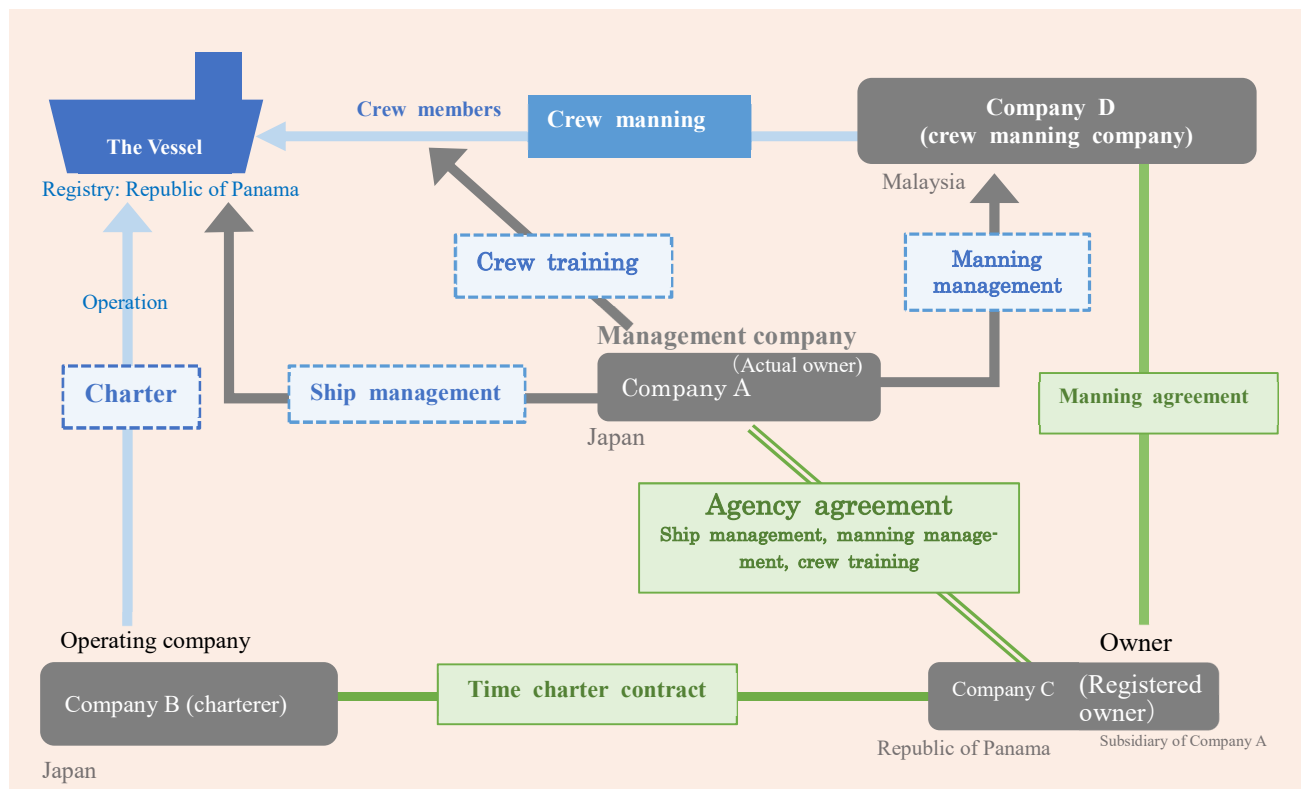 Crew members
Crew manning
Company D
(crew manning company)
The Vessel
Registry: Republic of Panama
Malaysia
Crew training
Manning
management
Operation
Management company
(Actual owner)
Company A
Charter
Ship management
Manning agreement
Japan
Agency agreement
Ship management, manning manage-
ment, crew training
Operating company
Owner
Company B (charterer)
Time charter contract
Company C
(Registered
owner)
Republic of Panama
Subsidiary of Company A
Japan